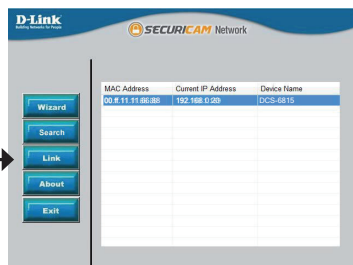 D-Link
Building Networks for People
SECURICAM Network
MAC Address Current IP Address Device Name
192.168.0.20 DCS-6815
Wizard
Search
Link
About
Exit